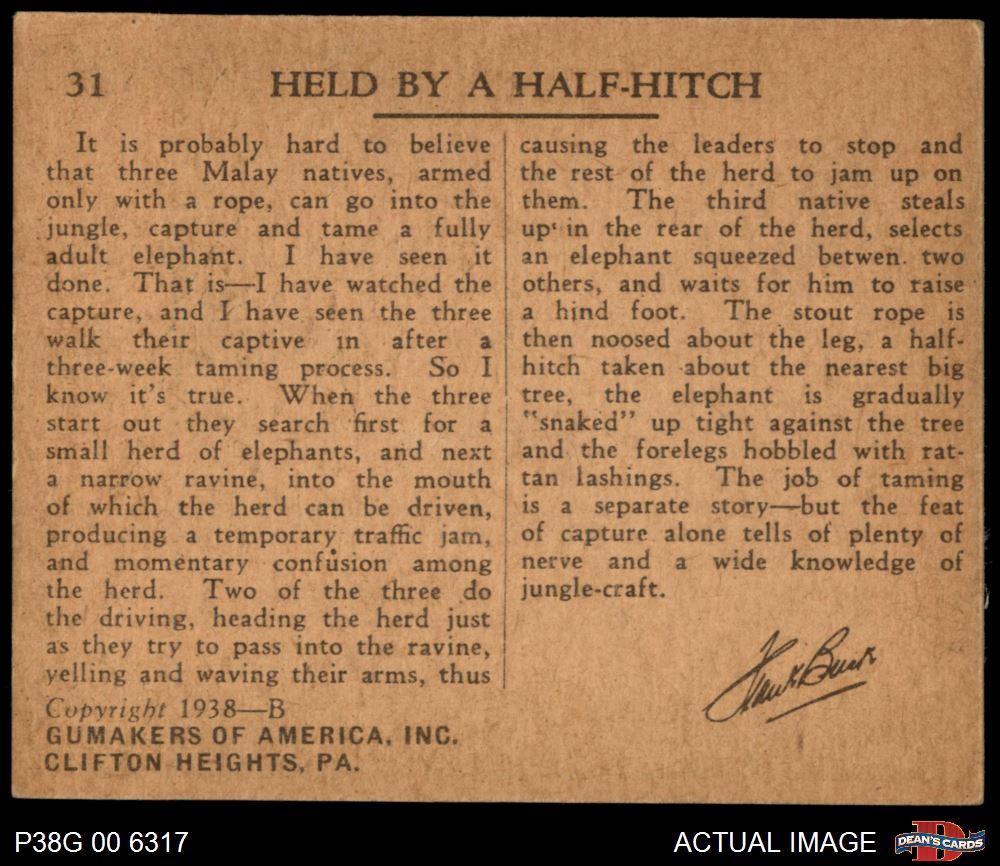 31 HELD BY A HALF-HITCH
It is probably hard to believe
that three Malay natives, armed
only with a rope, can go into the
jungle, capture and tame a fully
adult elephant. I have seen it
done. That is—I have watched the
capture, and I have seen the three
walk their captive in after a
three-week taming process. So I
know it's true. When the three
start out they search first for a
small herd of elephants, and next
a narrow ravine, into the mouth
of which the herd can be driven,
producing a temporary traffic jam,
and momentary confusion among
the herd. Two of the three do
the driving, heading the herd just
as they try to pass into the ravine,
yelling and waving their arms, thus
causing the leaders to stop and
the rest of the herd to jam up on
them. The third native steals
up in the rear of the herd, selects
an elephant squeezed betwen two
others, and waits for him to raise
a hind foot. The stout rope is
then noosed about the leg, a half-
hitch taken about the nearest big
tree, the elephant is gradually
"snaked" up tight against the tree
and the forelegs hobbled with rat-
tan lashings. The job of taming
is a separate story—but the feat
of capture alone tells of plenty of
nerve and a wide knowledge of
jungle-craft.
Frank Buck
Copyright 1938—B
GUMAKERS OF AMERICA, INC.
CLIFTON HEIGHTS, PA.
P38G 00 6317
ACTUAL IMAGE
D
DEAN'S CARDS